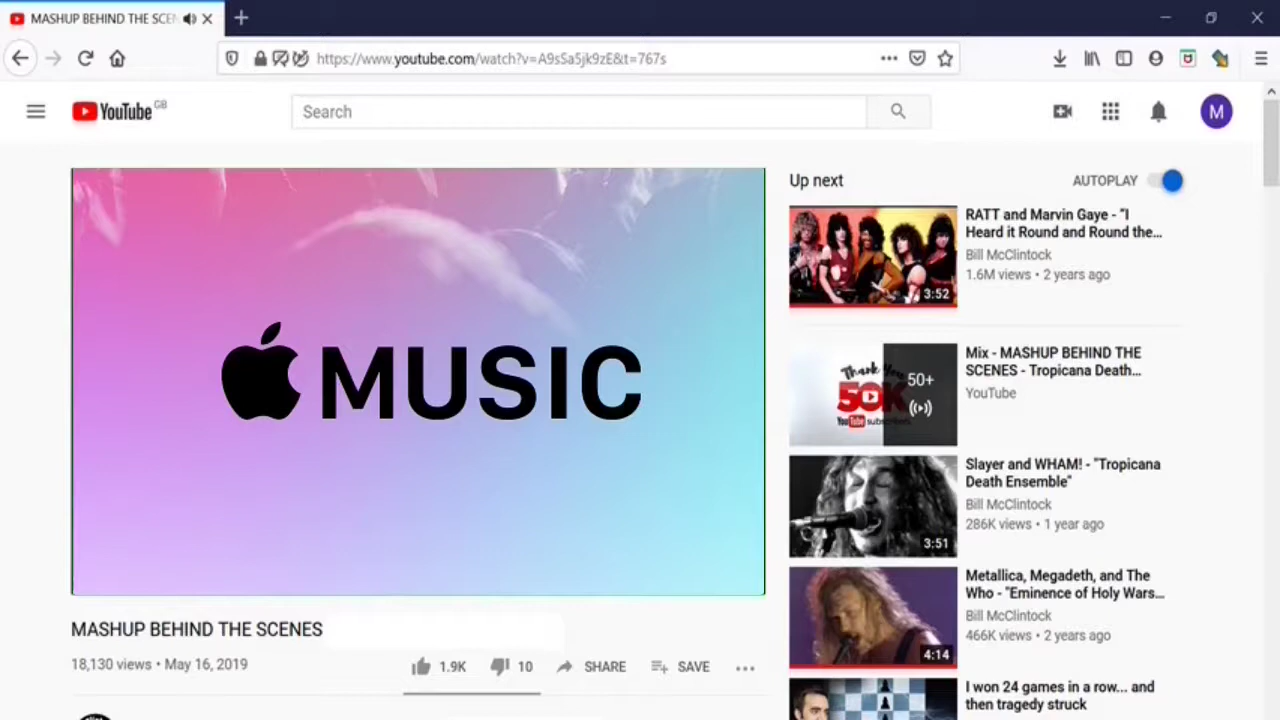 MASHUP BEHIND THE SCEN
https://www.youtube.com/watch?v=A9sSa5jk9zE&t=767s
YouTube GB
Search
M
MUSIC
MASHUP BEHIND THE SCENES
18,130 views • May 16, 2019
1.9K
10
SHARE
SAVE
Up next
AUTOPLAY
3:52
RATT and Marvin Gaye - "I
Heard it Round and Round the...
Bill McClintock
1.6M views • 2 years ago
Thank You
50K
YouTube subscribers
50+
Mix - MASHUP BEHIND THE
SCENES - Tropicana Death...
YouTube
3:51
Slayer and WHAM! - "Tropicana
Death Ensemble"
Bill McClintock
286K views • 1 year ago
4:14
Metallica, Megadeth, and The
Who - "Eminence of Holy Wars...
Bill McClintock
466K views • 2 years ago
I won 24 games in a row... and
then tragedy struck